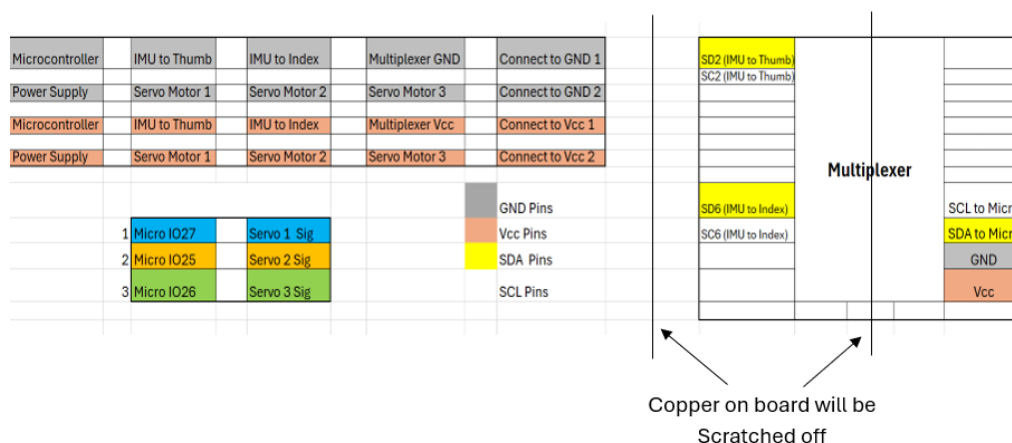 Microcontroller IMU to Thumb IMU to Index Multiplexer GND Connect to GND 1
Power Supply Servo Motor 1 Servo Motor 2 Servo Motor 3 Connect to GND 2
Microcontroller IMU to Thumb IMU to Index Multiplexer Vcc Connect to Vcc 1
Power Supply Servo Motor 1 Servo Motor 2 Servo Motor 3 Connect to Vcc 2
GND Pins
Vcc Pins
SDA Pins
SCL Pins
1 Micro IO27 Servo 1 Sig
2 Micro IO25 Servo 2 Sig
3 Micro IO26 Servo 3 Sig
SD2 (IMU to Thumb)
SC2 (IMU to Thumb)
SD6 (IMU to Index)
SC6 (IMU to Index)
Multiplexer
SCL to Micr
SDA to Micr
GND
Vcc
Copper on board will be
Scratched off